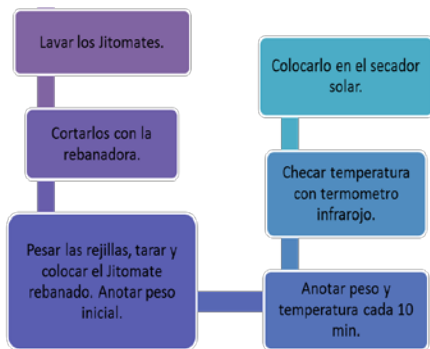 Lavar los Jitomates.
Cortarlos con la
rebanadora.
Pesar las rejillas, tarar y
colocar el Jitomate
rebanado. Anotar peso
inicial.
Anotar peso y
temperatura cada 10
min.
Checar temperatura
con termometro
infrarojo.
Colocarlo en el secador
solar.